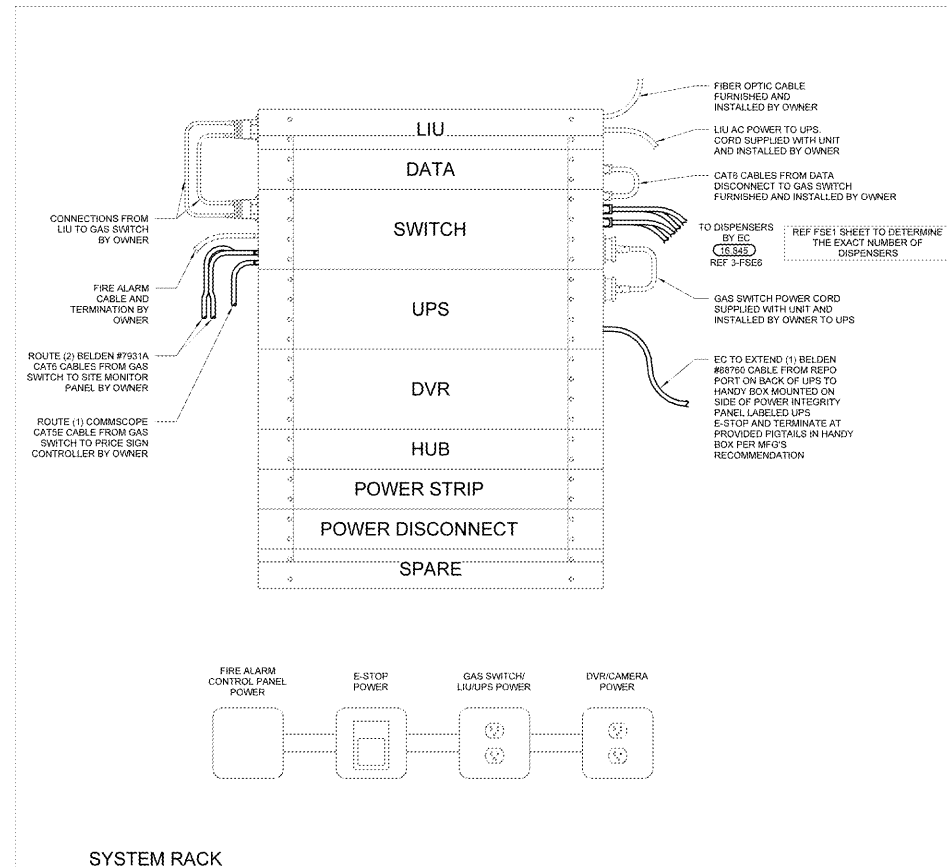 FIBER OPTIC CABLE
FURNISHED AND
INSTALLED BY OWNER
LIU AC POWER TO UPS.
CORD SUPPLIED WITH UNIT
AND INSTALLED BY OWNER
CAT6 CABLES FROM DATA
DISCONNECT TO GAS SWITCH
FURNISHED AND INSTALLED BY OWNER
TO DISPENSERS
BY EC
16.845
REF 3-FSE6
REF FSE1 SHEET TO DETERMINE
THE EXACT NUMBER OF
DISPENSERS
GAS SWITCH POWER CORD
SUPPLIED WITH UNIT AND
INSTALLED BY OWNER TO UPS
EC TO EXTEND (1) BELDEN
#88760 CABLE FROM REPO
PORT ON BACK OF UPS TO
HANDY BOX MOUNTED ON
SIDE OF POWER INTEGRITY
PANEL LABELED UPS
E-STOP AND TERMINATE AT
PROVIDED PIGTAILS IN HANDY
BOX PER MFG'S
RECOMMENDATION
CONNECTIONS FROM
LIU TO GAS SWITCH
BY OWNER
FIRE ALARM
CABLE AND
TERMINATION BY
OWNER
ROUTE (2) BELDEN #7931A
CAT6 CABLES FROM GAS
SWITCH TO SITE MONITOR
PANEL BY OWNER
ROUTE (1) COMMSCOPE
CAT5E CABLE FROM GAS
SWITCH TO PRICE SIGN
CONTROLLER BY OWNER
LIU
DATA
SWITCH
UPS
DVR
HUB
POWER STRIP
POWER DISCONNECT
SPARE
FIRE ALARM
CONTROL PANEL
POWER
E-STOP
POWER
GAS SWITCH/
LIU/UPS POWER
DVR/CAMERA
POWER
SYSTEM RACK